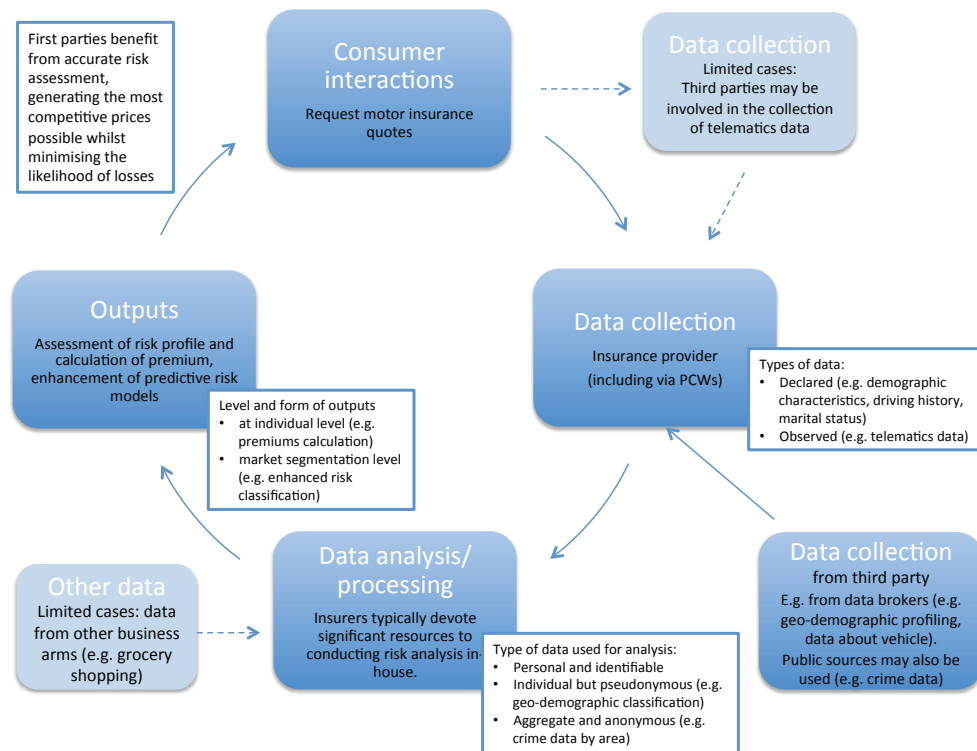 First parties benefit
from accurate risk
assessment,
generating the most
competitive prices
possible whilst
minimising the
likelihood of losses
Consumer
interactions
Request motor insurance
quotes
Data collection
Limited cases:
Third parties may be
involved in the collection
of telematics data
Outputs
Assessment of risk profile and
calculation of premium,
enhancement of predictive risk
models
Level and form of outputs
• at individual level (e.g.
premiums calculation)
• market segmentation level
(e.g. enhanced risk
classification)
Data collection
Insurance provider
(including via PCWs)
Types of data:
• Declared (e.g. demographic
characteristics, driving history,
marital status)
• Observed (e.g. telematics data)
Other data
Limited cases: data
from other business
arms (e.g. grocery
shopping)
Data analysis/
processing
Insurers typically devote
significant resources to
conducting risk analysis in-
house.
Type of data used for analysis:
• Personal and identifiable
• Individual but pseudonymous (e.g.
geo-demographic classification)
• Aggregate and anonymous (e.g.
crime data by area)
Data collection
from third party
E.g. from data brokers (e.g.
geo-demographic profiling,
data about vehicle).
Public sources may also be
used (e.g. crime data)